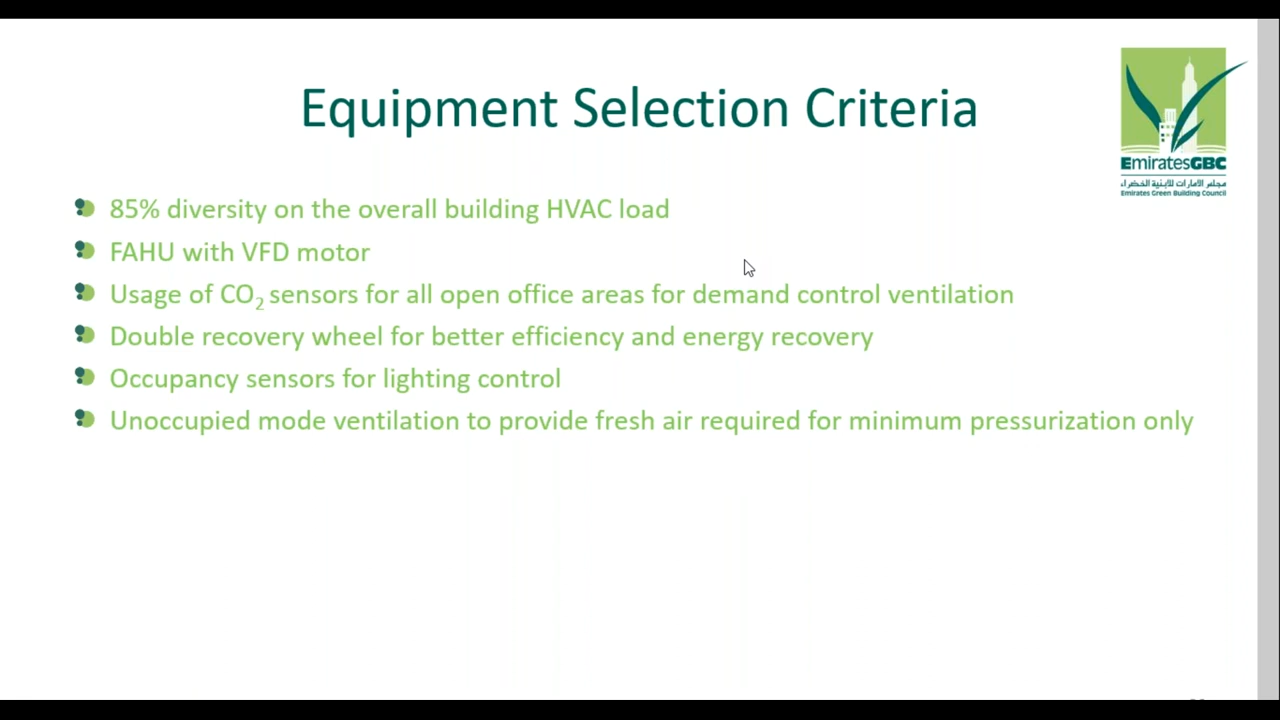 Equipment Selection Criteria
EmiratesGBC
مجلس الامارات للأبنية الخضراء
Emirates Green Building Council
85% diversity on the overall building HVAC load
FAHU with VFD motor
Usage of CO₂ sensors for all open office areas for demand control ventilation
Double recovery wheel for better efficiency and energy recovery
Occupancy sensors for lighting control
Unoccupied mode ventilation to provide fresh air required for minimum pressurization only